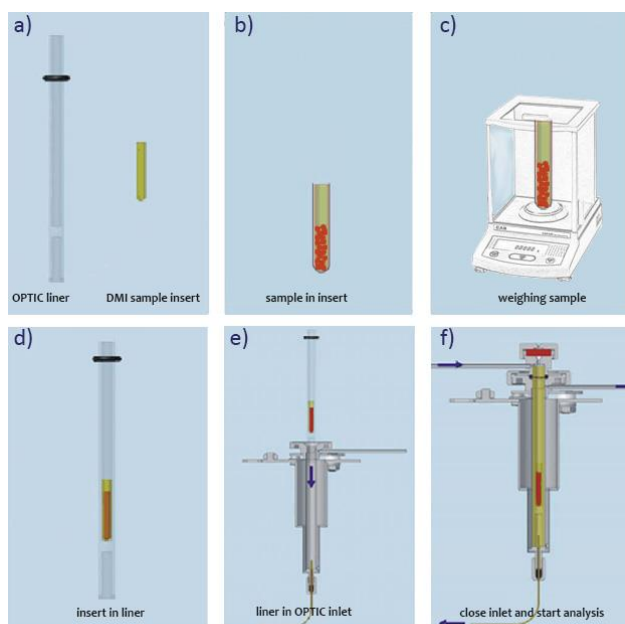 a)
b)
c)
OPTIC liner
DMI sample insert
sample in insert
weighing sample
d)
e)
f)
insert in liner
liner in OPTIC inlet
close inlet and start analysis